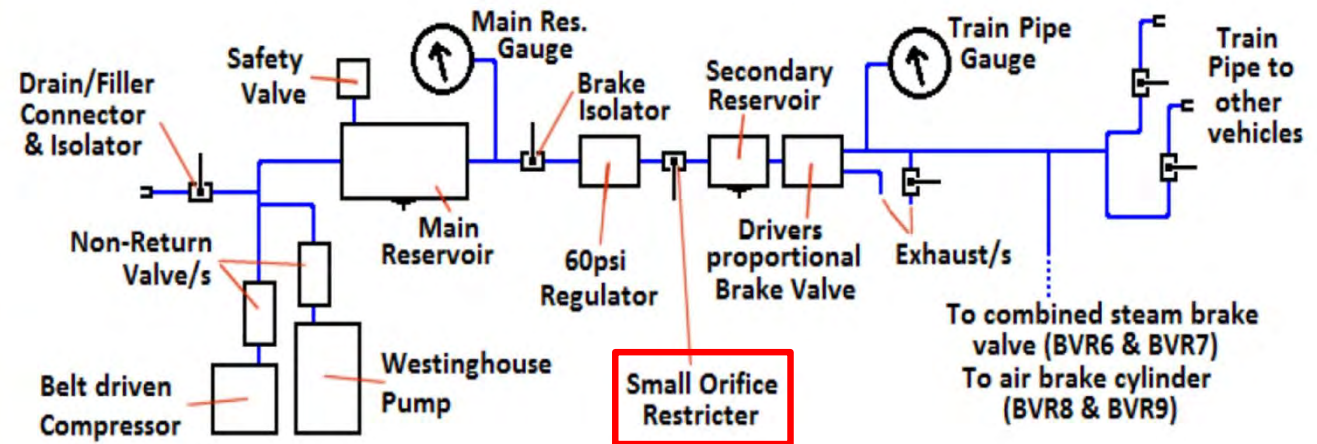 Main Res.
Gauge
Train Pipe
Gauge
Safety
Valve
Drain/Filler
Connector
& Isolator
Brake
Isolator
Secondary
Reservoir
Train
Pipe to
other
vehicles
Non-Return
Valve/s
Main
Reservoir
60psi
Regulator
Drivers
proportional
Brake Valve
Exhaust/s
To combined steam brake
valve (BVR6 & BVR7)
To air brake cylinder
(BVR8 & BVR9)
Belt driven
Compressor
Westinghouse
Pump
Small Orifice
Restricter